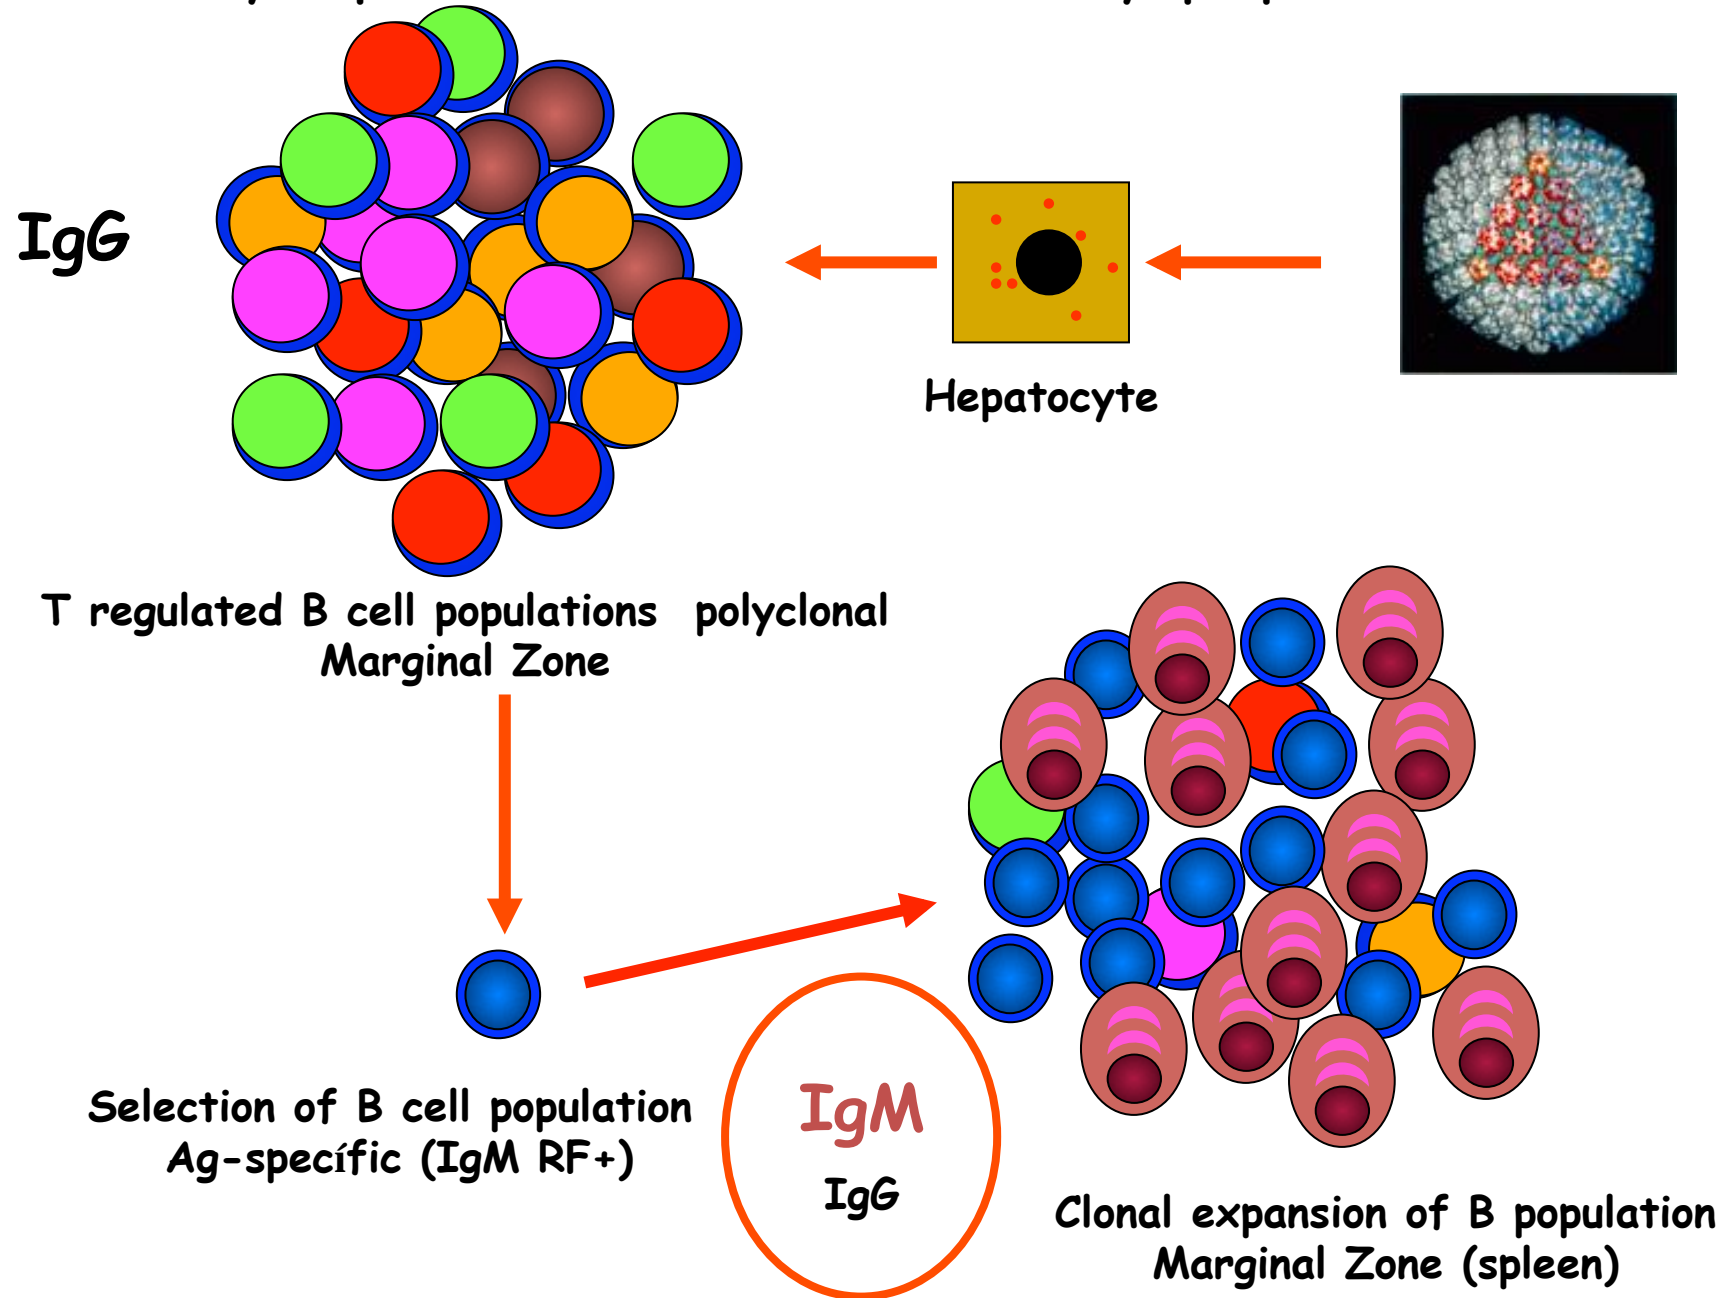 IgG
Hepatocyte
T regulated B cell populations polyclonal
Marginal Zone
Selection of B cell population
Ag-specífic (IgM RF+)
IgM
IgG
Clonal expansion of B population
Marginal Zone (spleen)